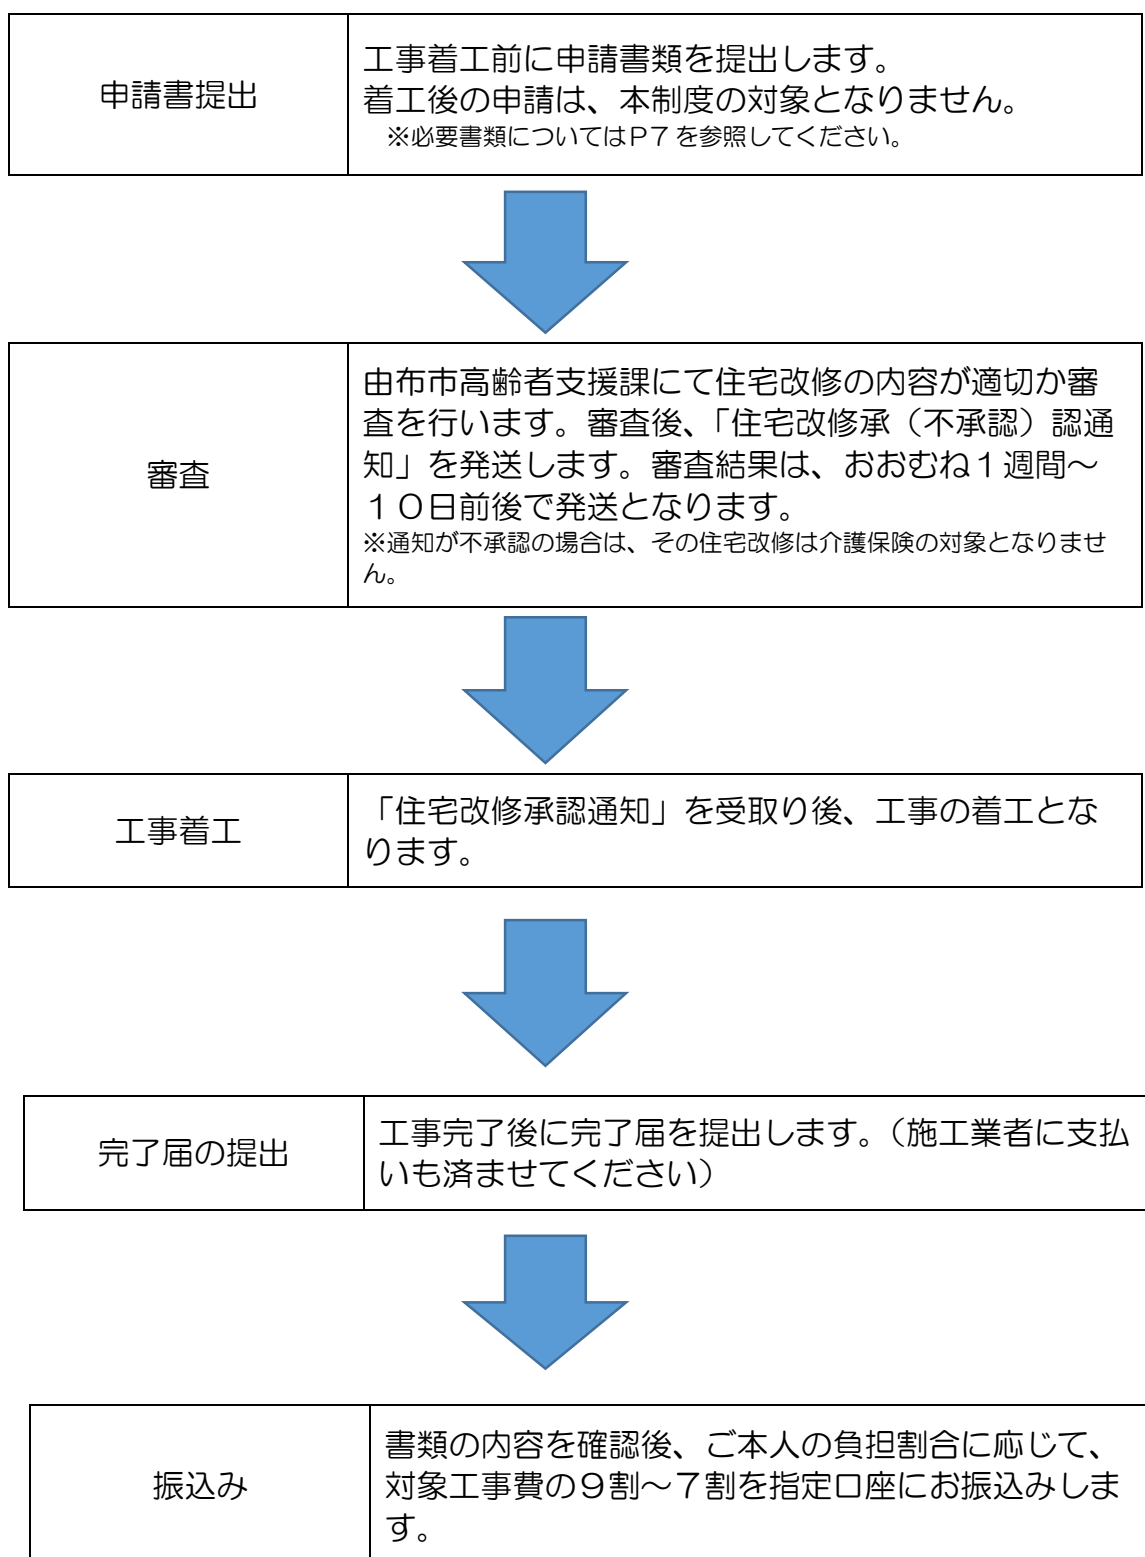 申請書提出
工事着工前に申請書類を提出します。
着工後の申請は、本制度の対象となりません。
※必要書類についてはP７を参照してください。
審査
由布市高齢者支援課にて住宅改修の内容が適切か審
査を行います。審査後、「住宅改修承（不承認）認通
知」を発送します。審査結果は、おおむね１週間～
１０日前後で発送となります。
※通知が不承認の場合は、その住宅改修は介護保険の対象となりませ
ん。
工事着工
「住宅改修承認通知」を受取り後、工事の着工とな
ります。
完了届の提出
工事完了後に完了届を提出します。（施工業者に支払
いも済ませてください）
振込み
書類の内容を確認後、ご本人の負担割合に応じて、
対象工事費の９割～７割を指定口座にお振込みしま
す。